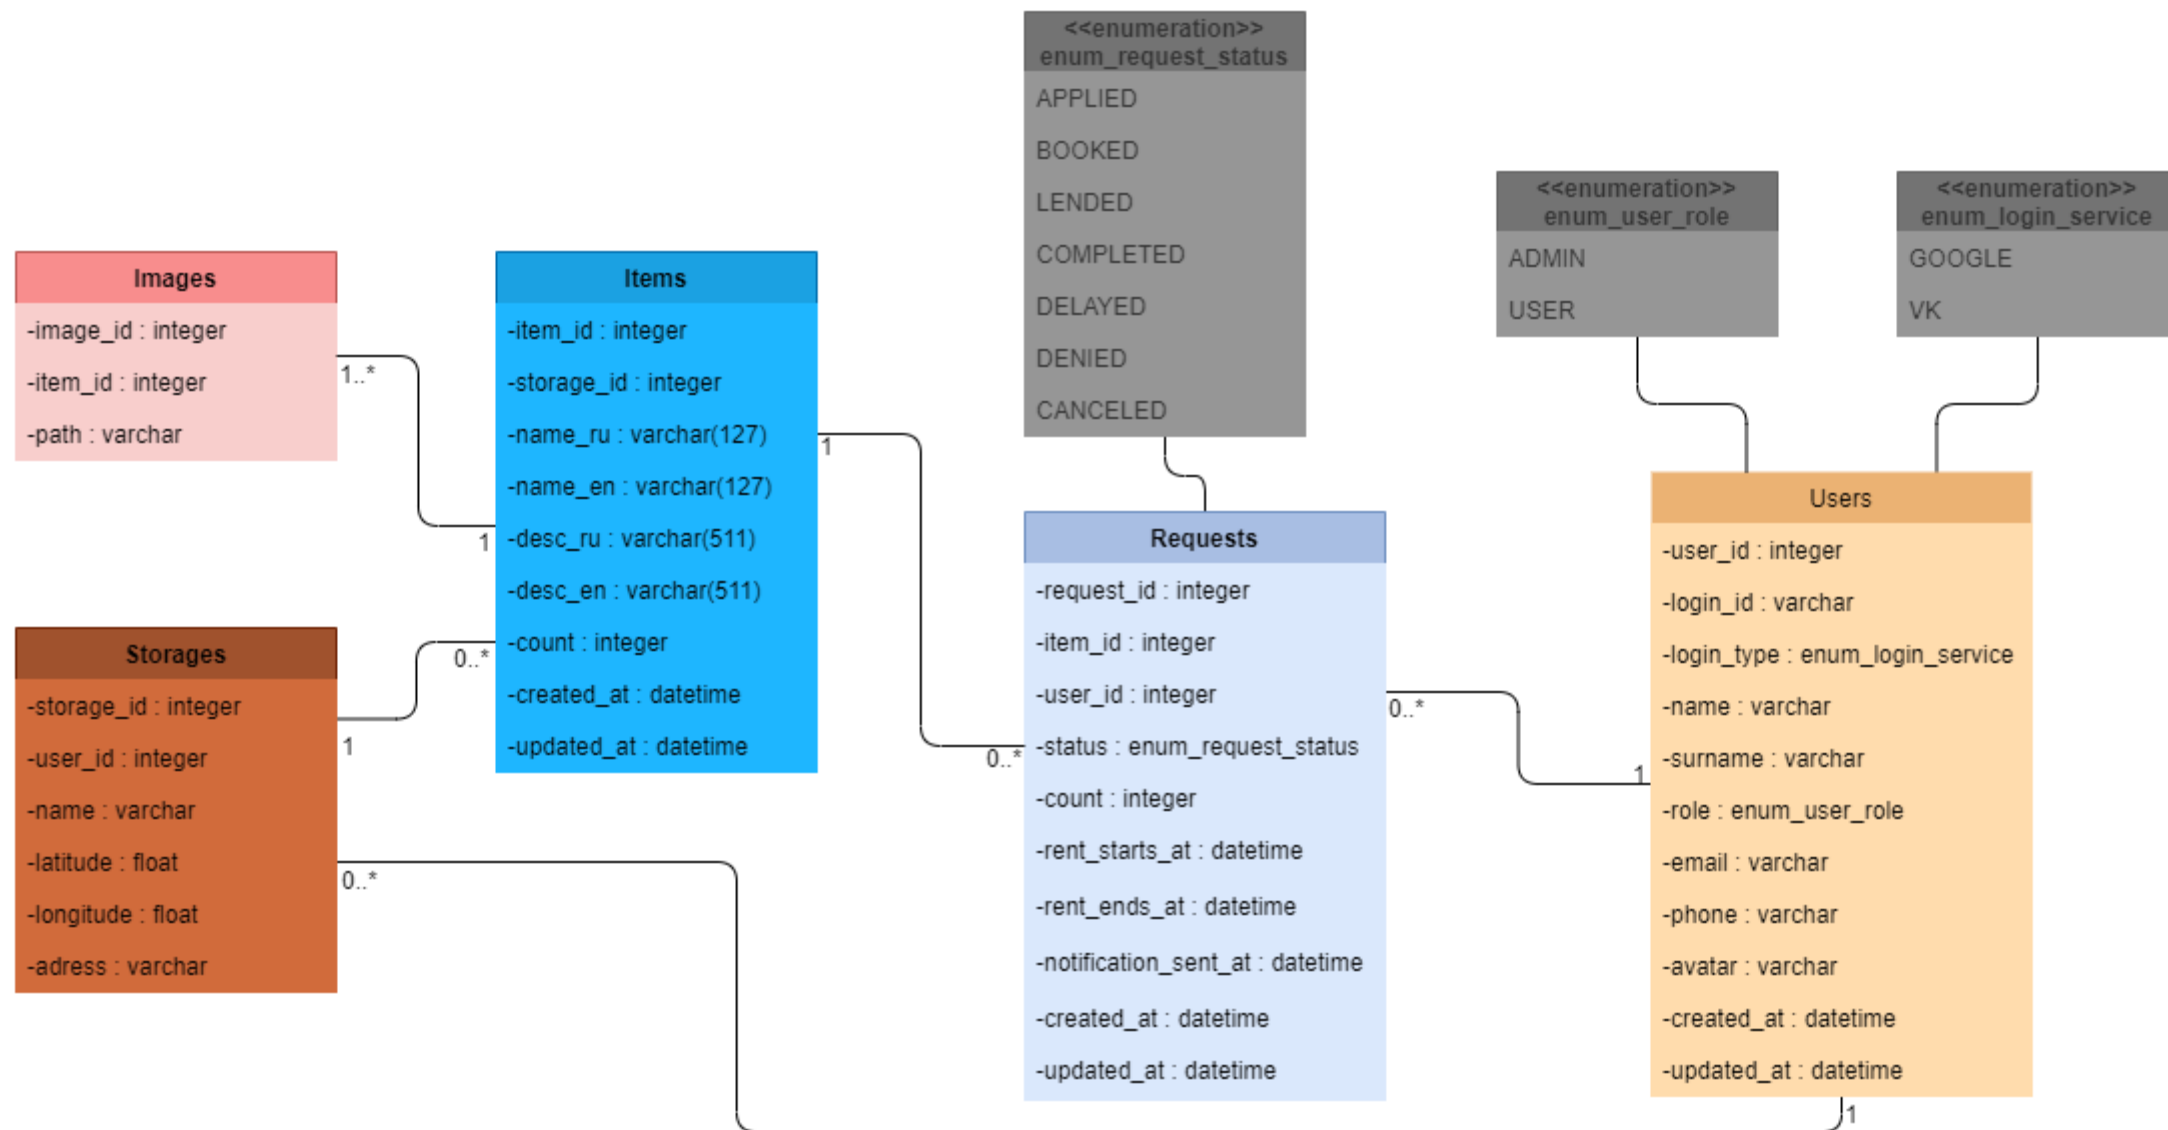 <<enumeration>>
enum_request_status
APPLIED
BOOKED
LENDED
COMPLETED
DELAYED
DENIED
CANCELED
<<enumeration>>
enum_user_role
ADMIN
USER
<<enumeration>>
enum_login_service
GOOGLE
VK
Images
-image_id : integer
-item_id : integer
-path : varchar
1..*
1
Items
-item_id : integer
-storage_id : integer
-name_ru : varchar(127)
-name_en : varchar(127)
-desc_ru : varchar(511)
-desc_en : varchar(511)
-count : integer
-created_at : datetime
-updated_at : datetime
1
0..*
0..*
1
Storages
-storage_id : integer
-user_id : integer
-name : varchar
-latitude : float
-longitude : float
-adress : varchar
0..*
Requests
-request_id : integer
-item_id : integer
-user_id : integer
-status : enum_request_status
-count : integer
-rent_starts_at : datetime
-rent_ends_at : datetime
-notification_sent_at : datetime
-created_at : datetime
-updated_at : datetime
0..*
1
Users
-user_id : integer
-login_id : varchar
-login_type : enum_login_service
-name : varchar
-surname : varchar
-role : enum_user_role
-email : varchar
-phone : varchar
-avatar : varchar
-created_at : datetime
-updated_at : datetime
1